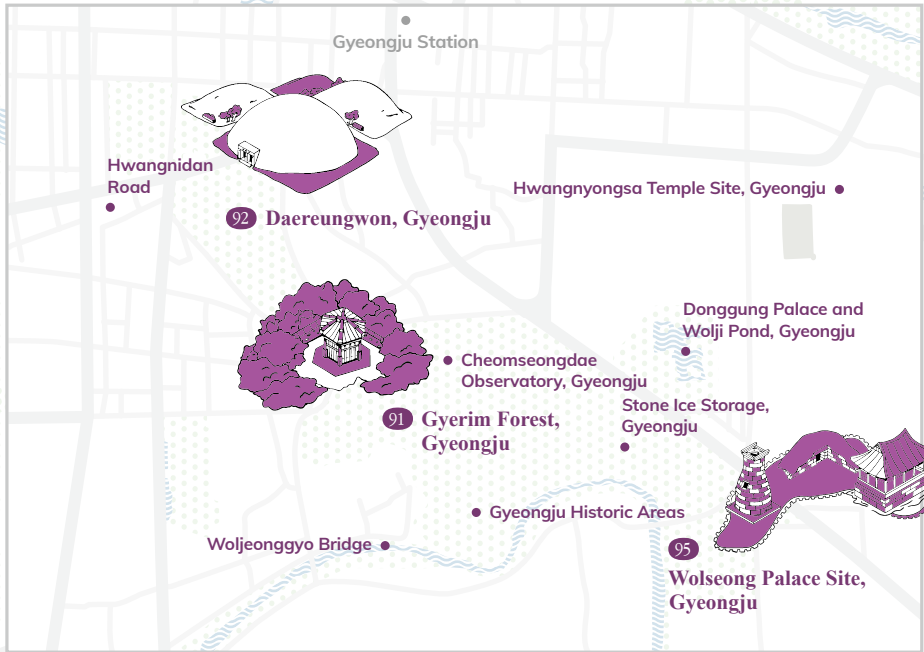 Gyeongju Station
Hwangnidan
Road
92 Daereungwon, Gyeongju
Hwangnyongsa Temple Site, Gyeongju
Donggung Palace and
Wolji Pond, Gyeongju
Cheomseongdae
Observatory, Gyeongju
91 Gyerim Forest,
Gyeongju
Stone Ice Storage,
Gyeongju
Gyeongju Historic Areas
Woljeonggyo Bridge
95
Wolseong Palace Site,
Gyeongju